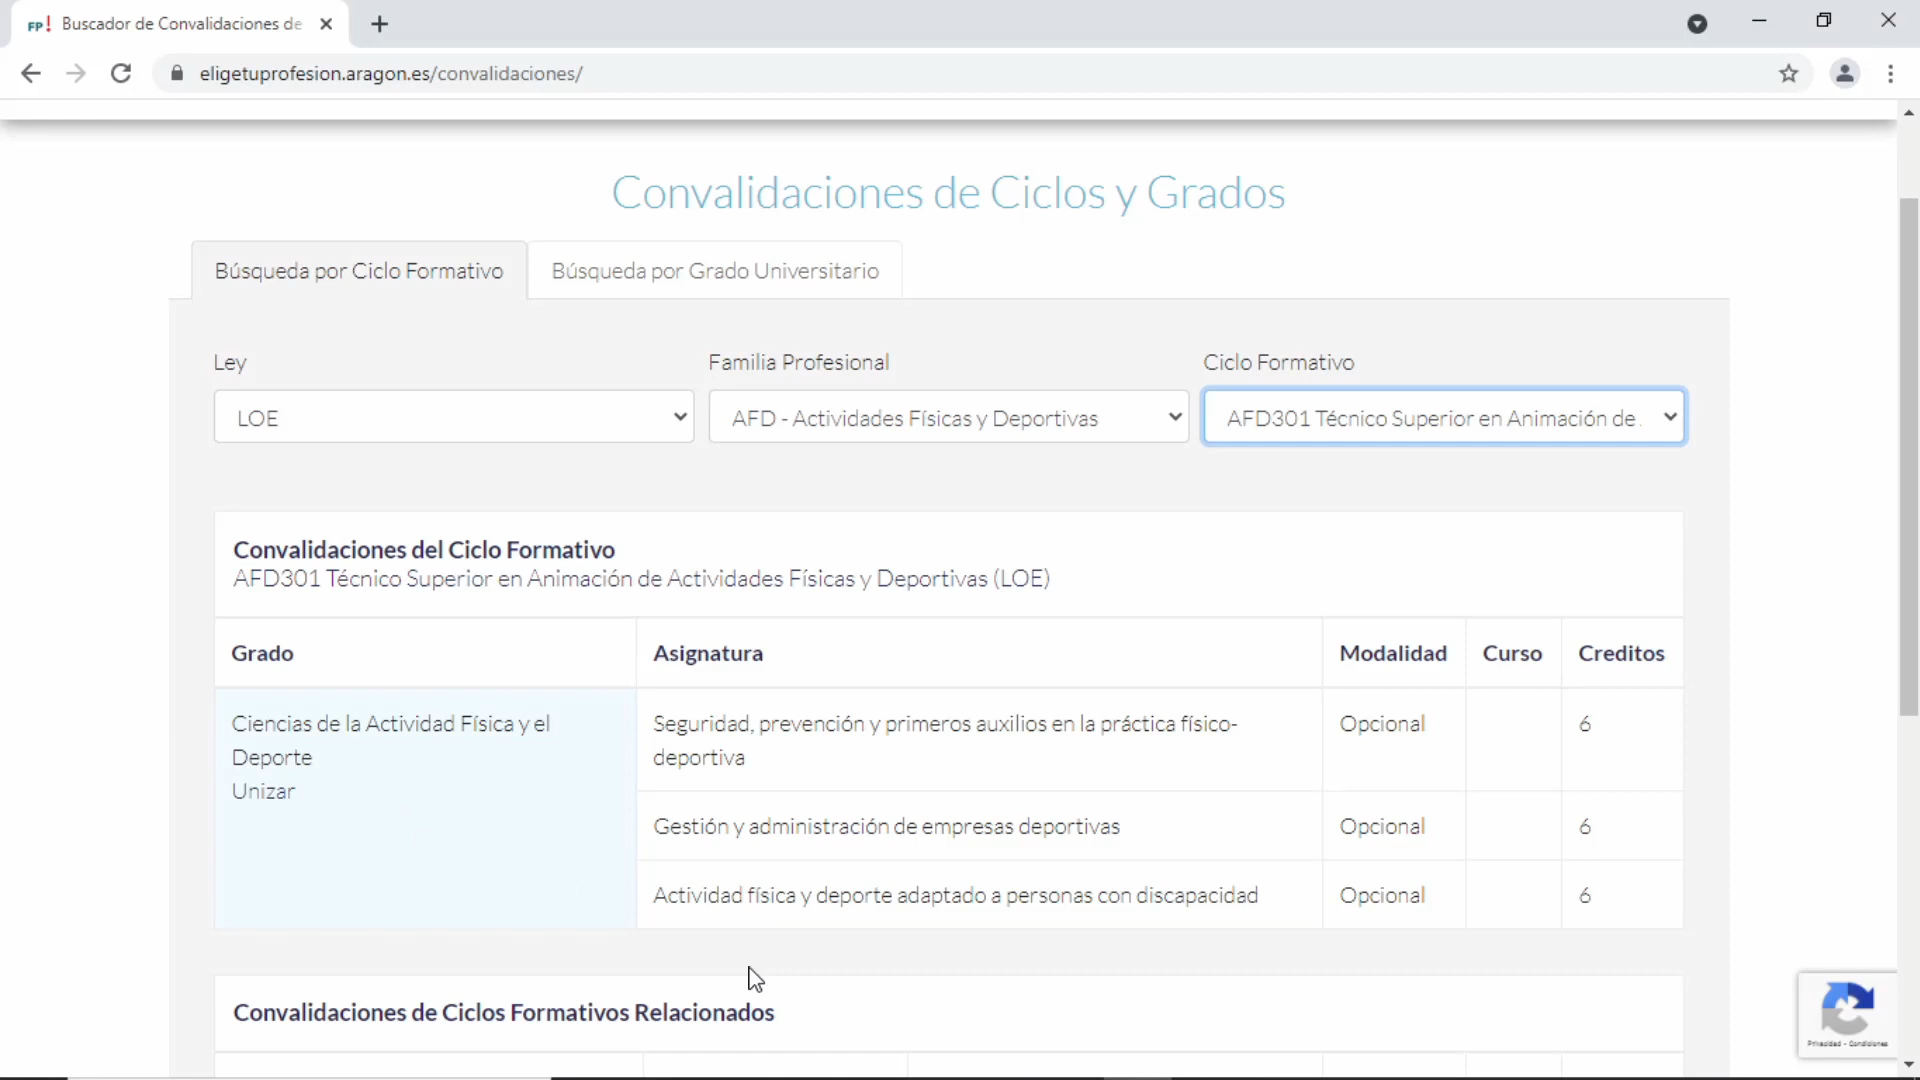 FP! Buscador de Convalidaciones de
eligetuprofesion.aragon.es/convalidaciones/
Convalidaciones de Ciclos y Grados
Búsqueda por Ciclo Formativo
Búsqueda por Grado Universitario
Ley
Familia Profesional
Ciclo Formativo
LOE
AFD - Actividades Físicas y Deportivas
AFD301 Técnico Superior en Animación de
Convalidaciones del Ciclo Formativo
AFD301 Técnico Superior en Animación de Actividades Físicas y Deportivas (LOE)
Grado
Asignatura
Modalidad
Curso
Creditos
Ciencias de la Actividad Física y el
Deporte
Unizar
Seguridad, prevención y primeros auxilios en la práctica físico-
deportiva
Opcional
6
Gestión y administración de empresas deportivas
Opcional
6
Actividad física y deporte adaptado a personas con discapacidad
Opcional
6
Convalidaciones de Ciclos Formativos Relacionados
Privacidad - Condiciones